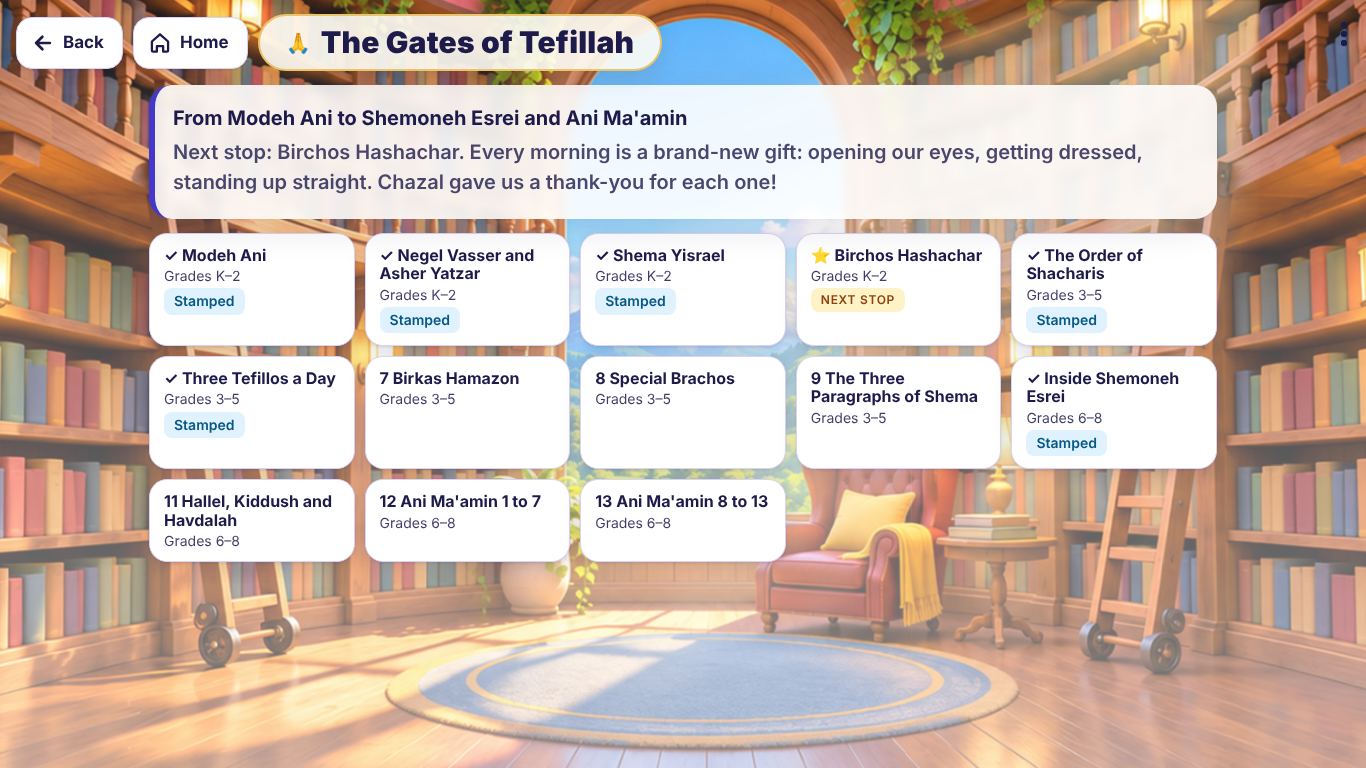 Back
Home
🙏 The Gates of Tefillah
From Modeh Ani to Shemoneh Esrei and Ani Ma'amin
Next stop: Birchos Hashachar. Every morning is a brand-new gift: opening our eyes, getting dressed,
standing up straight. Chazal gave us a thank-you for each one!
✓ Modeh Ani
Grades K–2
Stamped
✓ Negel Vasser and
Asher Yatzar
Grades K–2
Stamped
✓ Shema Yisrael
Grades K–2
Stamped
⭐ Birchos Hashachar
Grades K–2
NEXT STOP
✓ The Order of
Shacharis
Grades 3–5
Stamped
✓ Three Tefillos a Day
Grades 3–5
Stamped
7 Birkas Hamazon
Grades 3–5
8 Special Brachos
Grades 3–5
9 The Three
Paragraphs of Shema
Grades 3–5
✓ Inside Shemoneh
Esrei
Grades 6–8
Stamped
11 Hallel, Kiddush and
Havdalah
Grades 6–8
12 Ani Ma'amin 1 to 7
Grades 6–8
13 Ani Ma'amin 8 to 13
Grades 6–8